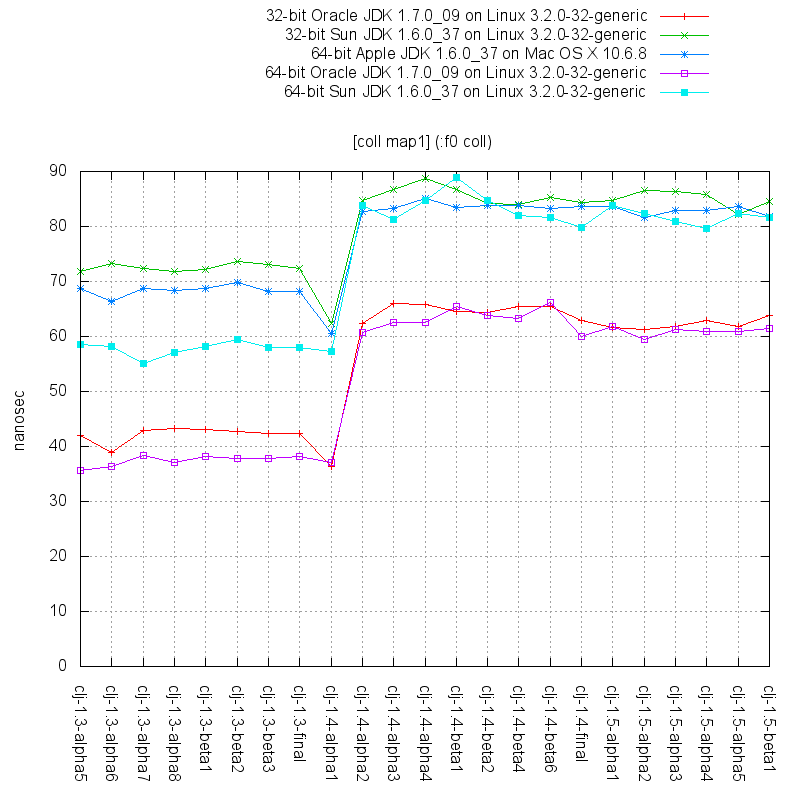 32-bit Oracle JDK 1.7.0_09 on Linux 3.2.0-32-generic
32-bit Sun JDK 1.6.0_37 on Linux 3.2.0-32-generic
64-bit Apple JDK 1.6.0_37 on Mac OS X 10.6.8
64-bit Oracle JDK 1.7.0_09 on Linux 3.2.0-32-generic
64-bit Sun JDK 1.6.0_37 on Linux 3.2.0-32-generic
[coll map1] (:f0 coll)
90
80
70
60
50
40
30
20
10
0
nanosec
clj-1.3-alpha5
clj-1.3-alpha6
clj-1.3-alpha7
clj-1.3-alpha8
clj-1.3-beta1
clj-1.3-beta2
clj-1.3-beta3
clj-1.3-final
clj-1.4-alpha1
clj-1.4-alpha2
clj-1.4-alpha3
clj-1.4-alpha4
clj-1.4-beta1
clj-1.4-beta2
clj-1.4-beta4
clj-1.4-beta6
clj-1.4-final
clj-1.5-alpha1
clj-1.5-alpha2
clj-1.5-alpha3
clj-1.5-alpha4
clj-1.5-alpha5
clj-1.5-beta1